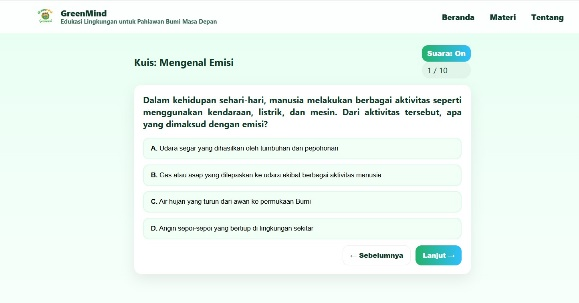 GreenMind
Edukasi Lingkungan untuk Pahlawan Bumi Masa Depan
Beranda Materi Tentang
Kuis: Mengenal Emisi
Suara: On
1 / 10
Dalam kehidupan sehari-hari, manusia melakukan berbagai aktivitas seperti
menggunakan kendaraan, listrik, dan mesin. Dari aktivitas tersebut, apa
yang dimaksud dengan emisi?
A. Udara segar yang dihasilkan oleh tumbuhan dan pepohonan
B. Gas atau asap yang dilepaskan ke udara akibat berbagai aktivitas manusia
C. Air hujan yang turun dari awan ke permukaan Bumi
D. Angin sepoi-sepoi yang bertiup di lingkungan sekitar
← Sebelumnya
Lanjut →